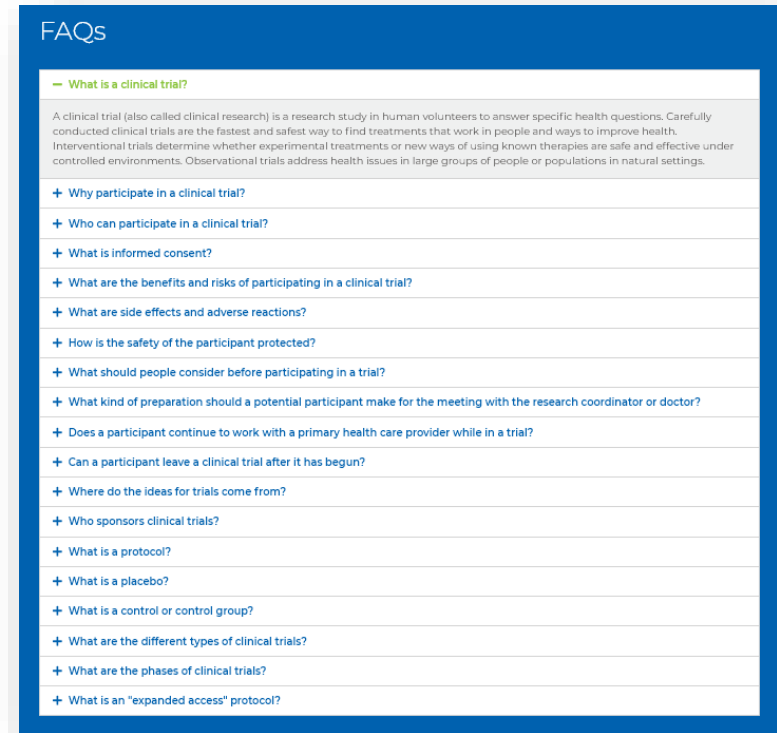 FAQs
− What is a clinical trial?
A clinical trial (also called clinical research) is a research study in human volunteers to answer specific health questions. Carefully
conducted clinical trials are the fastest and safest way to find treatments that work in people and ways to improve health.
Interventional trials determine whether experimental treatments or new ways of using known therapies are safe and effective under
controlled environments. Observational trials address health issues in large groups of people or populations in natural settings.
+ Why participate in a clinical trial?
+ Who can participate in a clinical trial?
+ What is informed consent?
+ What are the benefits and risks of participating in a clinical trial?
+ What are side effects and adverse reactions?
+ How is the safety of the participant protected?
+ What should people consider before participating in a trial?
+ What kind of preparation should a potential participant make for the meeting with the research coordinator or doctor?
+ Does a participant continue to work with a primary health care provider while in a trial?
+ Can a participant leave a clinical trial after it has begun?
+ Where do the ideas for trials come from?
+ Who sponsors clinical trials?
+ What is a protocol?
+ What is a placebo?
+ What is a control or control group?
+ What are the different types of clinical trials?
+ What are the phases of clinical trials?
+ What is an "expanded access" protocol?